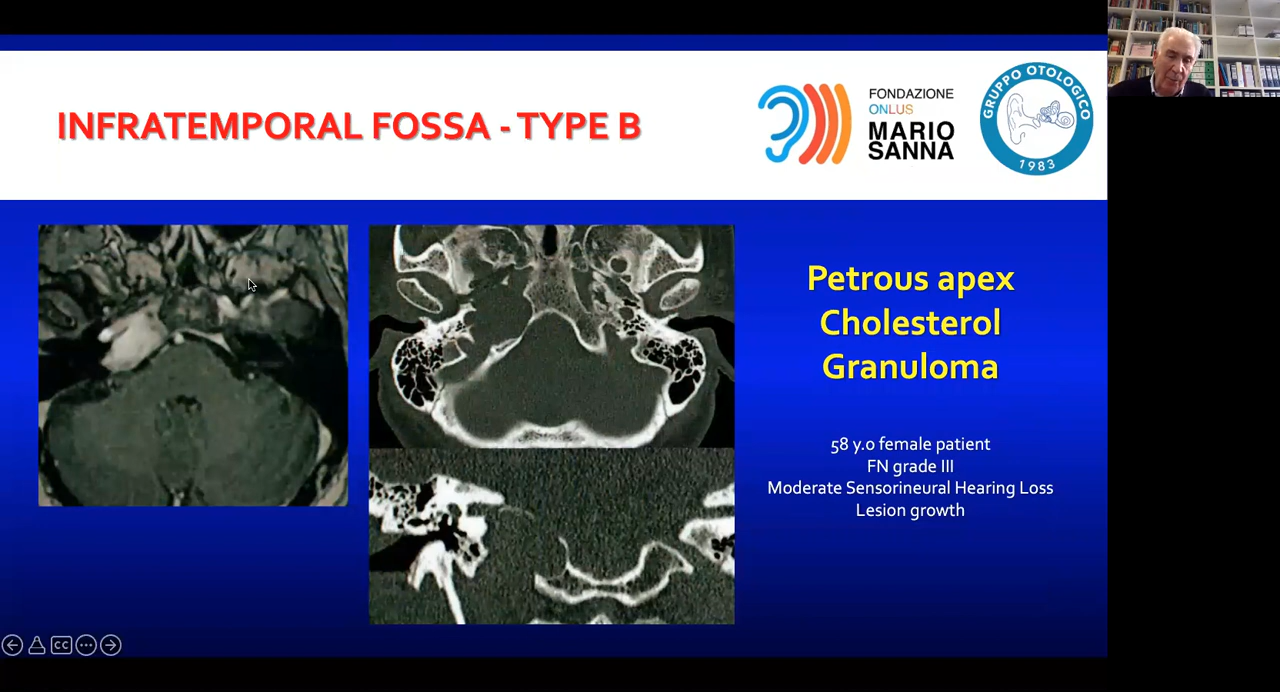 INFRATEMPORAL FOSSA - TYPE B
FONDAZIONE
ONLUS
MARIO
SANNA
GRUPPO OTOLOGICO
1983
Petrous apex
Cholesterol
Granuloma
58 y.o female patient
FN grade III
Moderate Sensorineural Hearing Loss
Lesion growth
CC